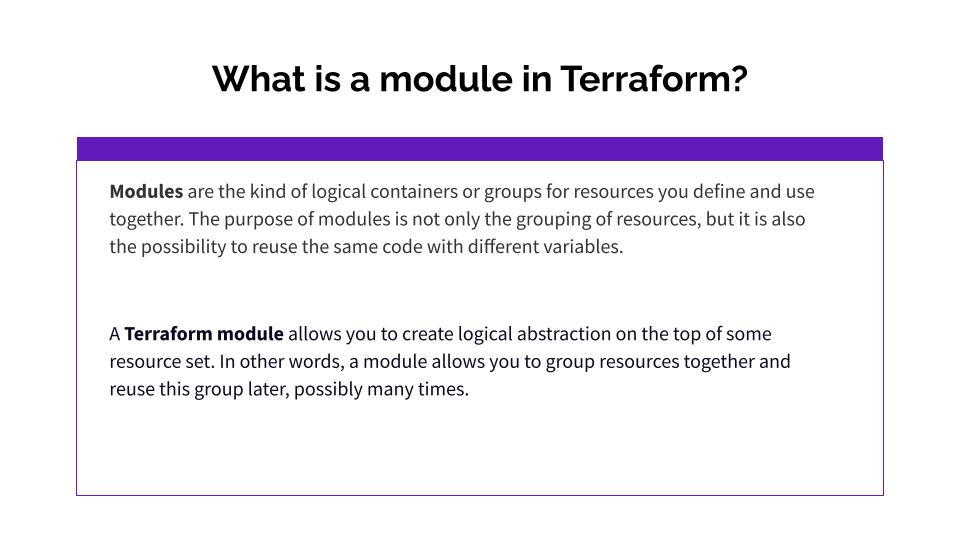 What is a module in Terraform?
Modules are the kind of logical containers or groups for resources you define and use
together. The purpose of modules is not only the grouping of resources, but it is also
the possibility to reuse the same code with different variables.
A Terraform module allows you to create logical abstraction on the top of some
resource set. In other words, a module allows you to group resources together and
reuse this group later, possibly many times.